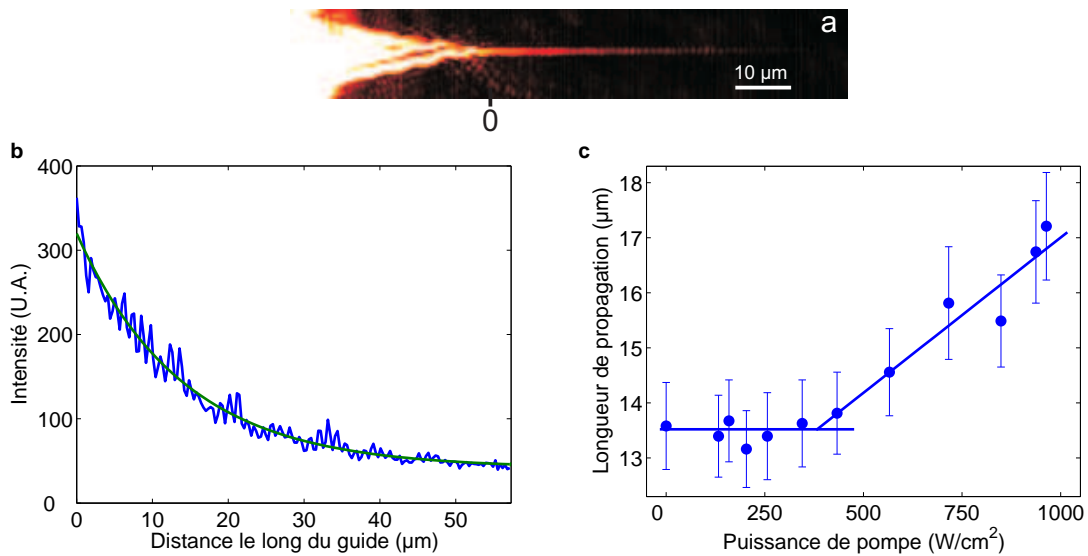 a
10 µm
0
b
400
300
200
100
0
Intensité (U.A.)
0 10 20 30 40 50
Distance le long du guide (µm)
c
18
17
16
15
14
13
Longueur de propagation (µm)
0 250 500 750 1000
Puissance de pompe (W/cm²)